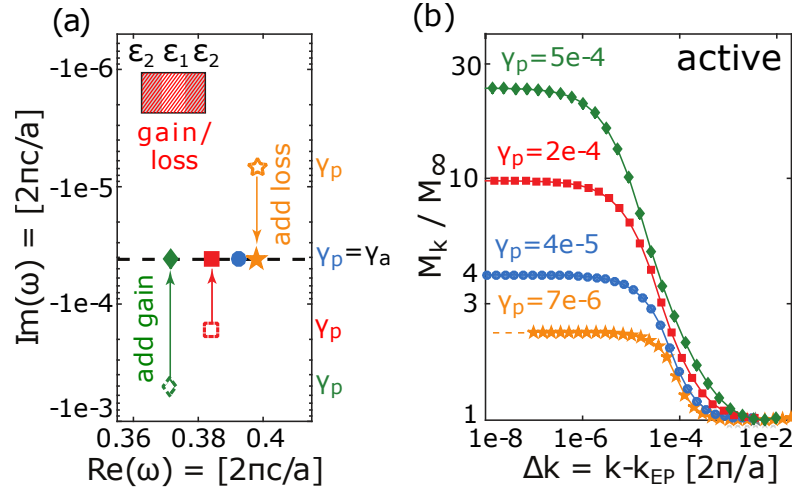 (a)
ε₂ ε₁ ε₂
gain/
loss
-1e-6
-1e-5
-1e-4
-1e-3
Im(ω) = [2πc/a]
add gain
add loss
γₚ
γₚ=γₐ
γₚ
γₚ
0.36
0.38
0.4
Re(ω) = [2πc/a]
(b)
active
30
10
4
3
1
Mₖ / M∞
γₚ=5e-4
γₚ=2e-4
γₚ=4e-5
γₚ=7e-6
1e-8
1e-6
1e-4
1e-2
Δk = k-k_EP [2π/a]